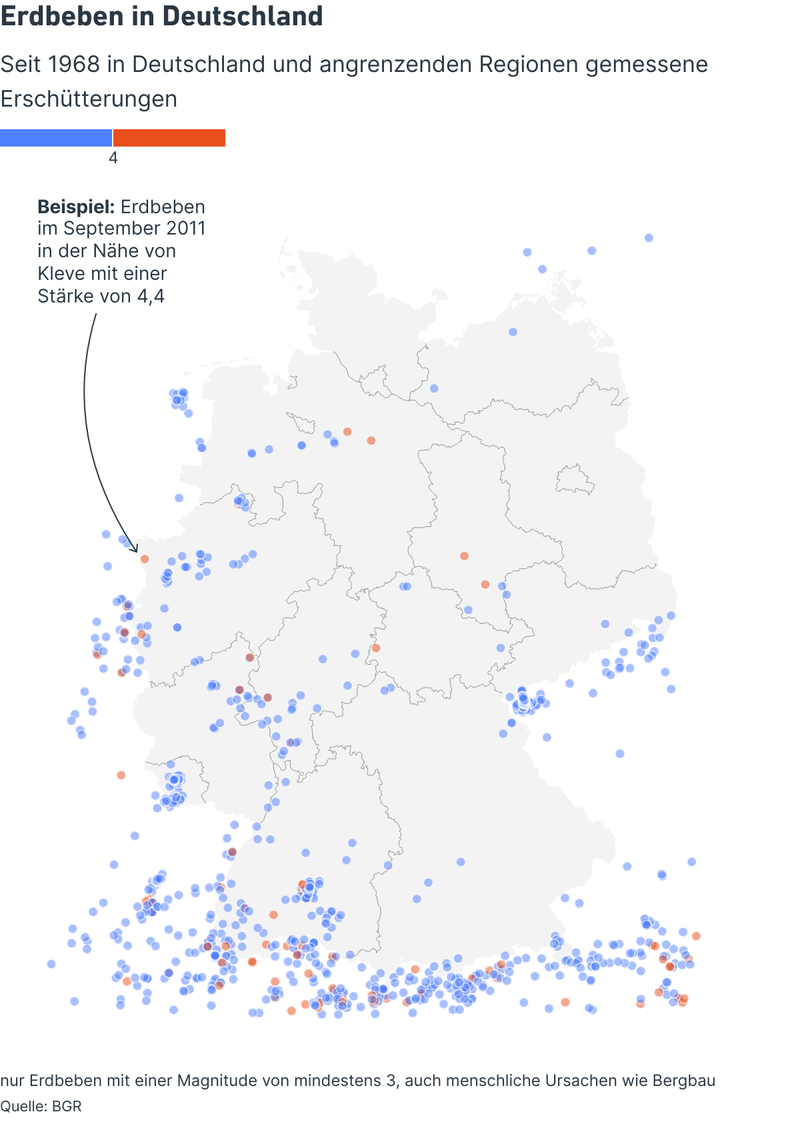 Erdbeben in Deutschland
Seit 1968 in Deutschland und angrenzenden Regionen gemessene
Erschütterungen
4
Beispiel: Erdbeben
im September 2011
in der Nähe von
Kleve mit einer
Stärke von 4,4
nur Erdbeben mit einer Magnitude von mindestens 3, auch menschliche Ursachen wie Bergbau
Quelle: BGR